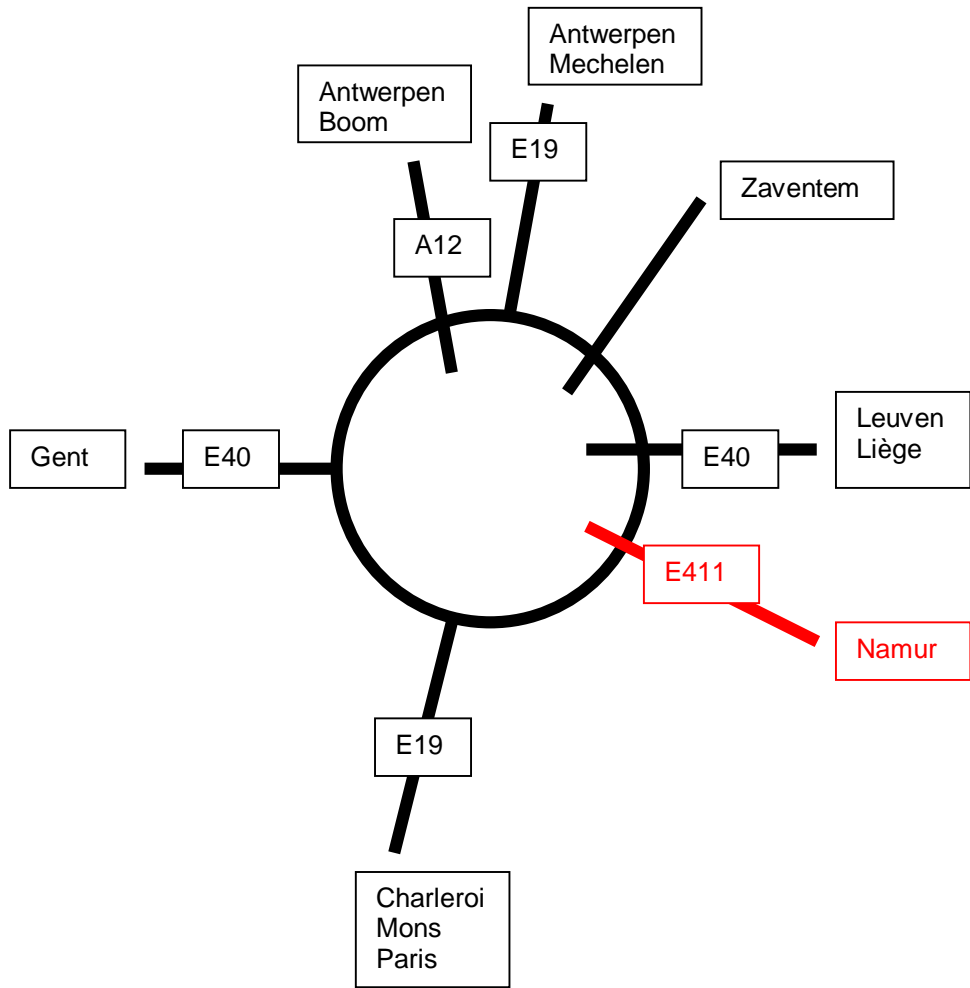 Antwerpen
Mechelen
Antwerpen
Boom
E19
Zaventem
A12
Gent
E40
E40
Leuven
Liège
E411
Namur
E19
Charleroi
Mons
Paris